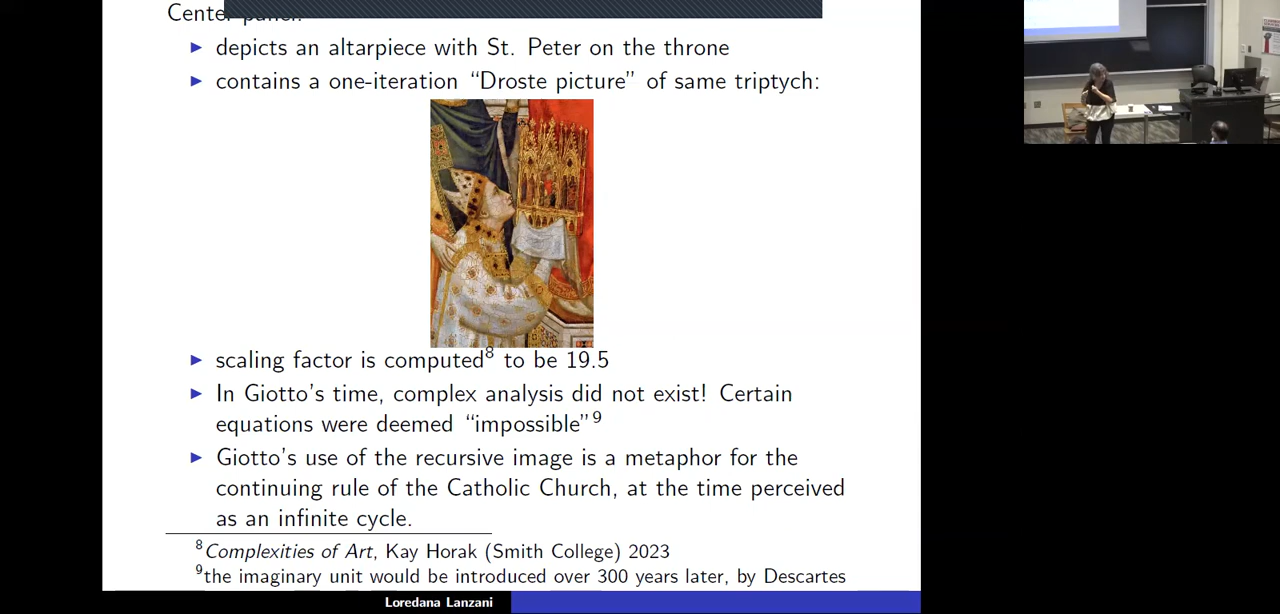 Center panel:
▶ depicts an altarpiece with St. Peter on the throne
▶ contains a one-iteration “Droste picture” of same triptych:
▶ scaling factor is computed⁸ to be 19.5
▶ In Giotto’s time, complex analysis did not exist! Certain
equations were deemed “impossible”⁹
▶ Giotto’s use of the recursive image is a metaphor for the
continuing rule of the Catholic Church, at the time perceived
as an infinite cycle.
⁸Complexities of Art, Kay Horak (Smith College) 2023
⁹the imaginary unit would be introduced over 300 years later, by Descartes
Loredana Lanzani